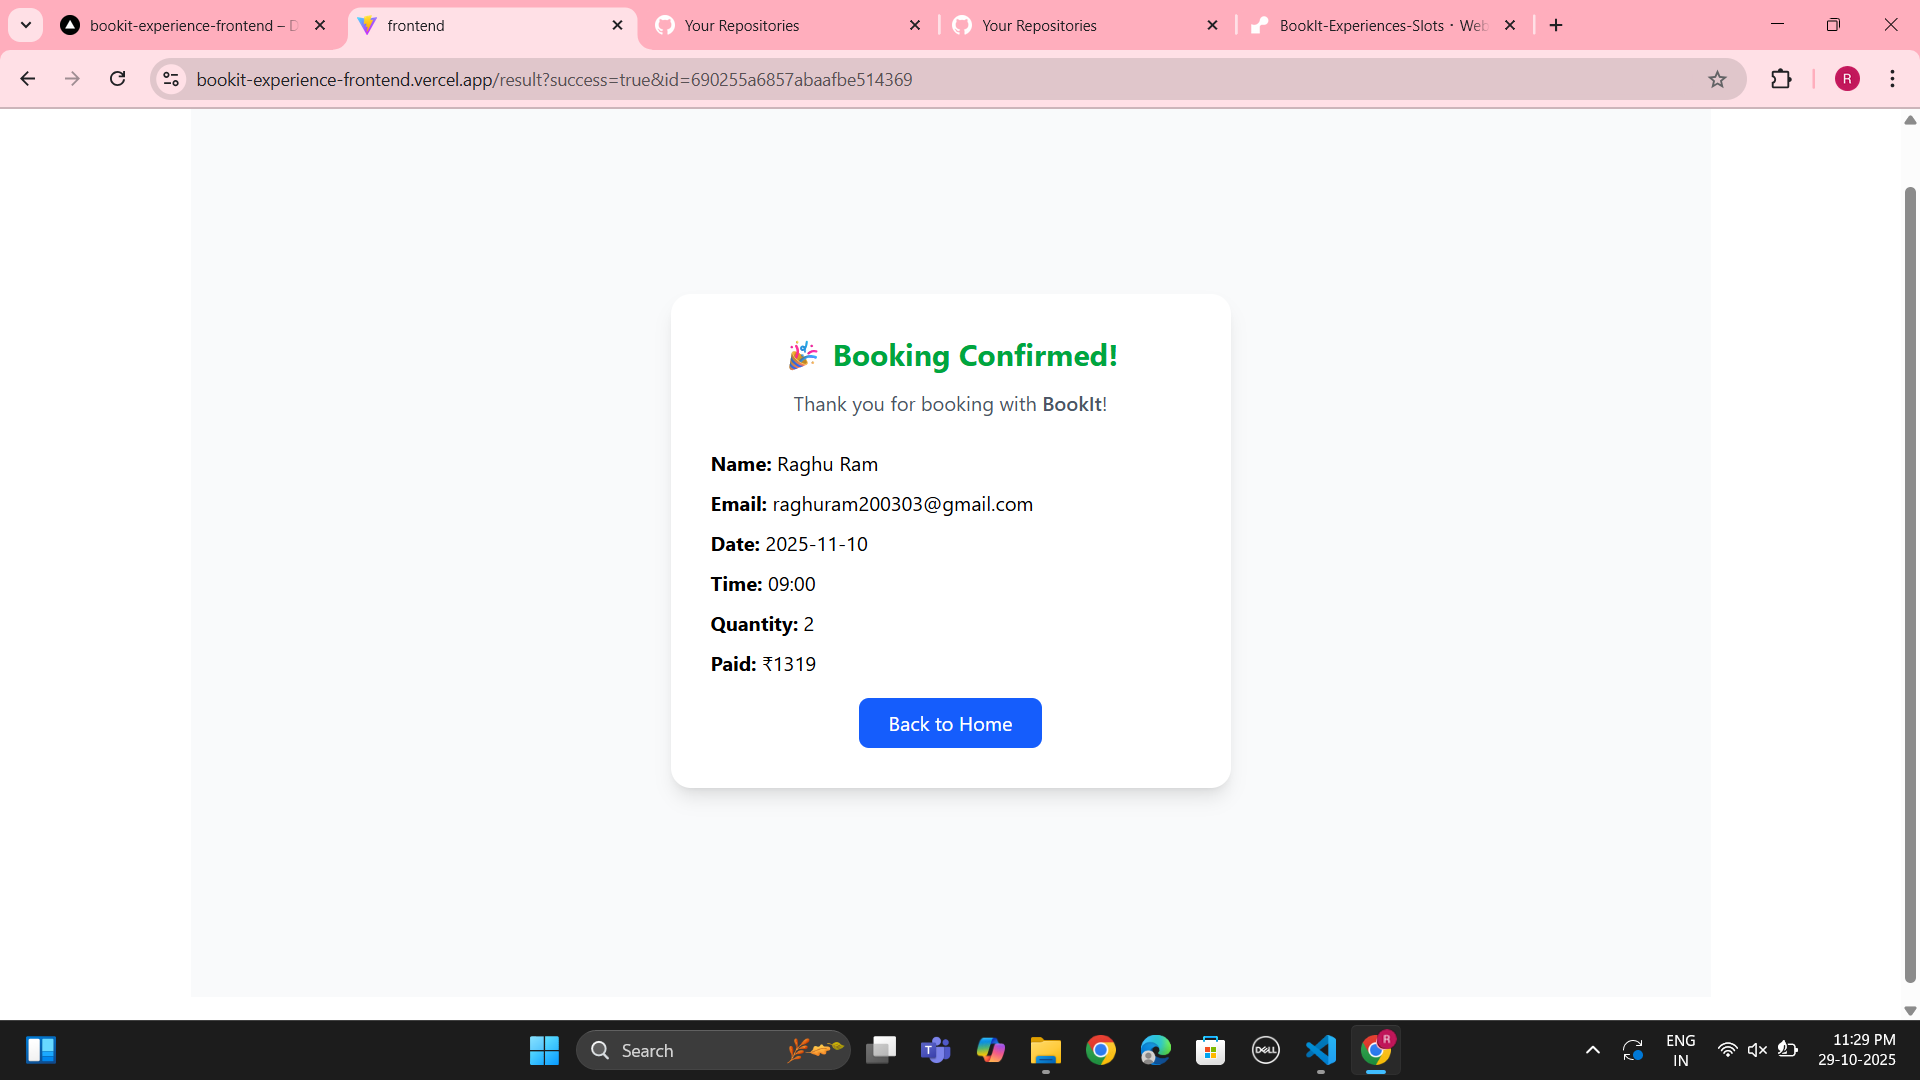 bookit-experience-frontend – D
frontend
Your Repositories
Your Repositories
BookIt-Experiences-Slots · Web
bookit-experience-frontend.vercel.app/result?success=true&id=690255a6857abaafbe514369
R
🎉 Booking Confirmed!
Thank you for booking with BookIt!
Name: Raghu Ram
Email: raghuram200303@gmail.com
Date: 2025-11-10
Time: 09:00
Quantity: 2
Paid: ₹1319
Back to Home
Search
T
DELL
R
ENG
IN
11:29 PM
29-10-2025